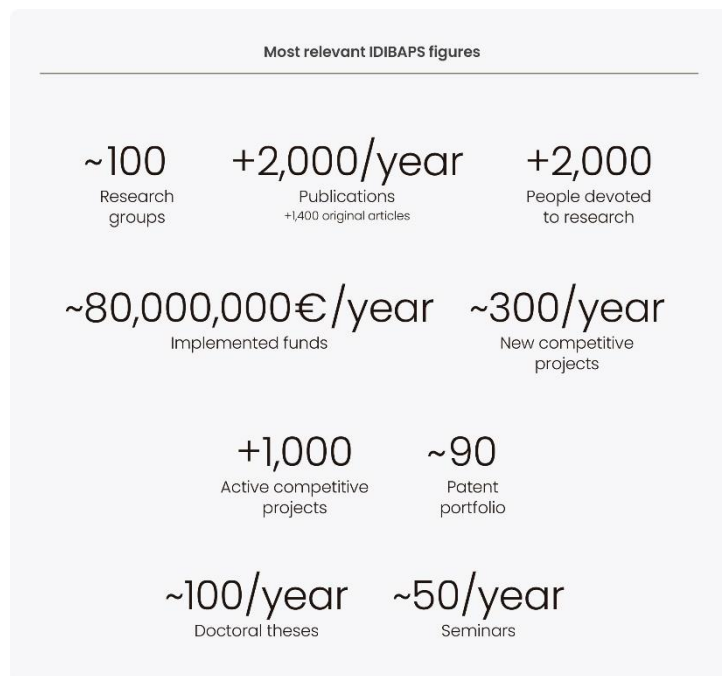 Most relevant IDIBAPS figures
~100
Research
groups
+2,000/year
Publications
+1,400 original articles
+2,000
People devoted
to research
~80,000,000€/year
Implemented funds
~300/year
New competitive
projects
+1,000
Active competitive
projects
~90
Patent
portfolio
~100/year
Doctoral theses
~50/year
Seminars